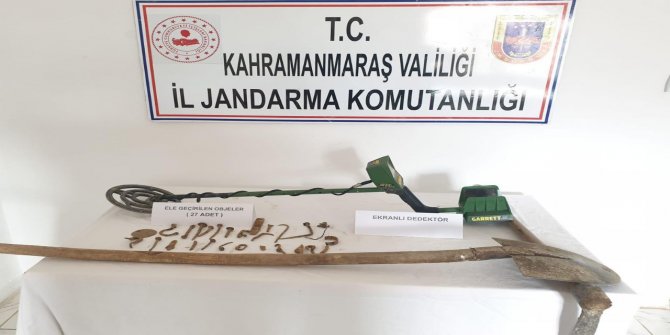 T.C.
KAHRAMANMARAŞ VALİLİĞİ
İL JANDARMA KOMUTANLIĞI
ELE GEÇİRİLEN OBJELER
( 27 ADET )
EKRANLI DEDEKTÖR
GARRETT